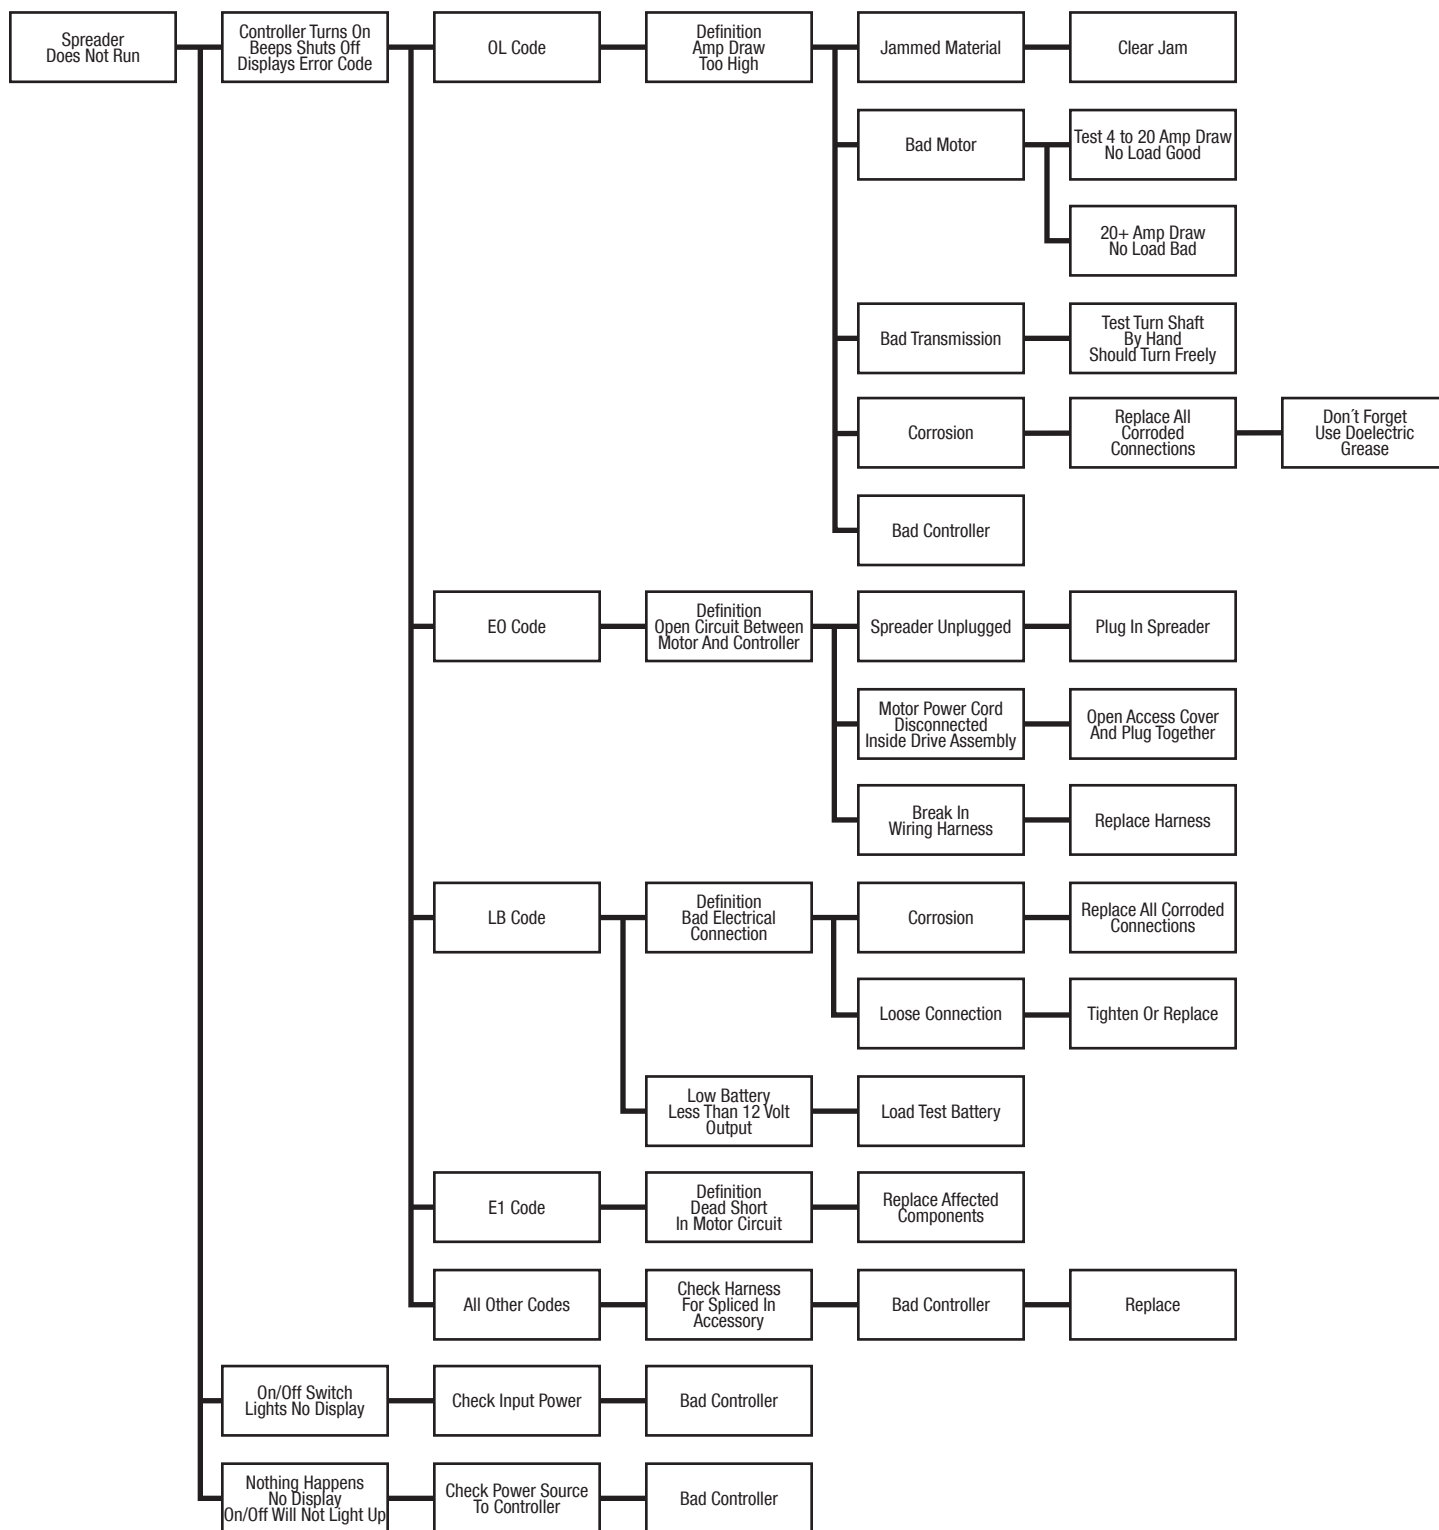 Spreader
Does Not Run
Controller Turns On
Beeps Shuts Off
Displays Error Code
OL Code
Definition
Amp Draw
Too High
Jammed Material
Clear Jam
Bad Motor
Test 4 to 20 Amp Draw
No Load Good
20+ Amp Draw
No Load Bad
Bad Transmission
Test Turn Shaft
By Hand
Should Turn Freely
Corrosion
Replace All
Corroded
Connections
Don´t Forget
Use Doelectric
Grease
Bad Controller
EO Code
Definition
Open Circuit Between
Motor And Controller
Spreader Unplugged
Plug In Spreader
Motor Power Cord
Disconnected
Inside Drive Assembly
Open Access Cover
And Plug Together
Break In
Wiring Harness
Replace Harness
LB Code
Definition
Bad Electrical
Connection
Corrosion
Replace All Corroded
Connections
Loose Connection
Tighten Or Replace
Low Battery
Less Than 12 Volt
Output
Load Test Battery
E1 Code
Definition
Dead Short
In Motor Circuit
Replace Affected
Components
All Other Codes
Check Harness
For Spliced In
Accessory
Bad Controller
Replace
On/Off Switch
Lights No Display
Check Input Power
Bad Controller
Nothing Happens
No Display
On/Off Will Not Light Up
Check Power Source
To Controller
Bad Controller